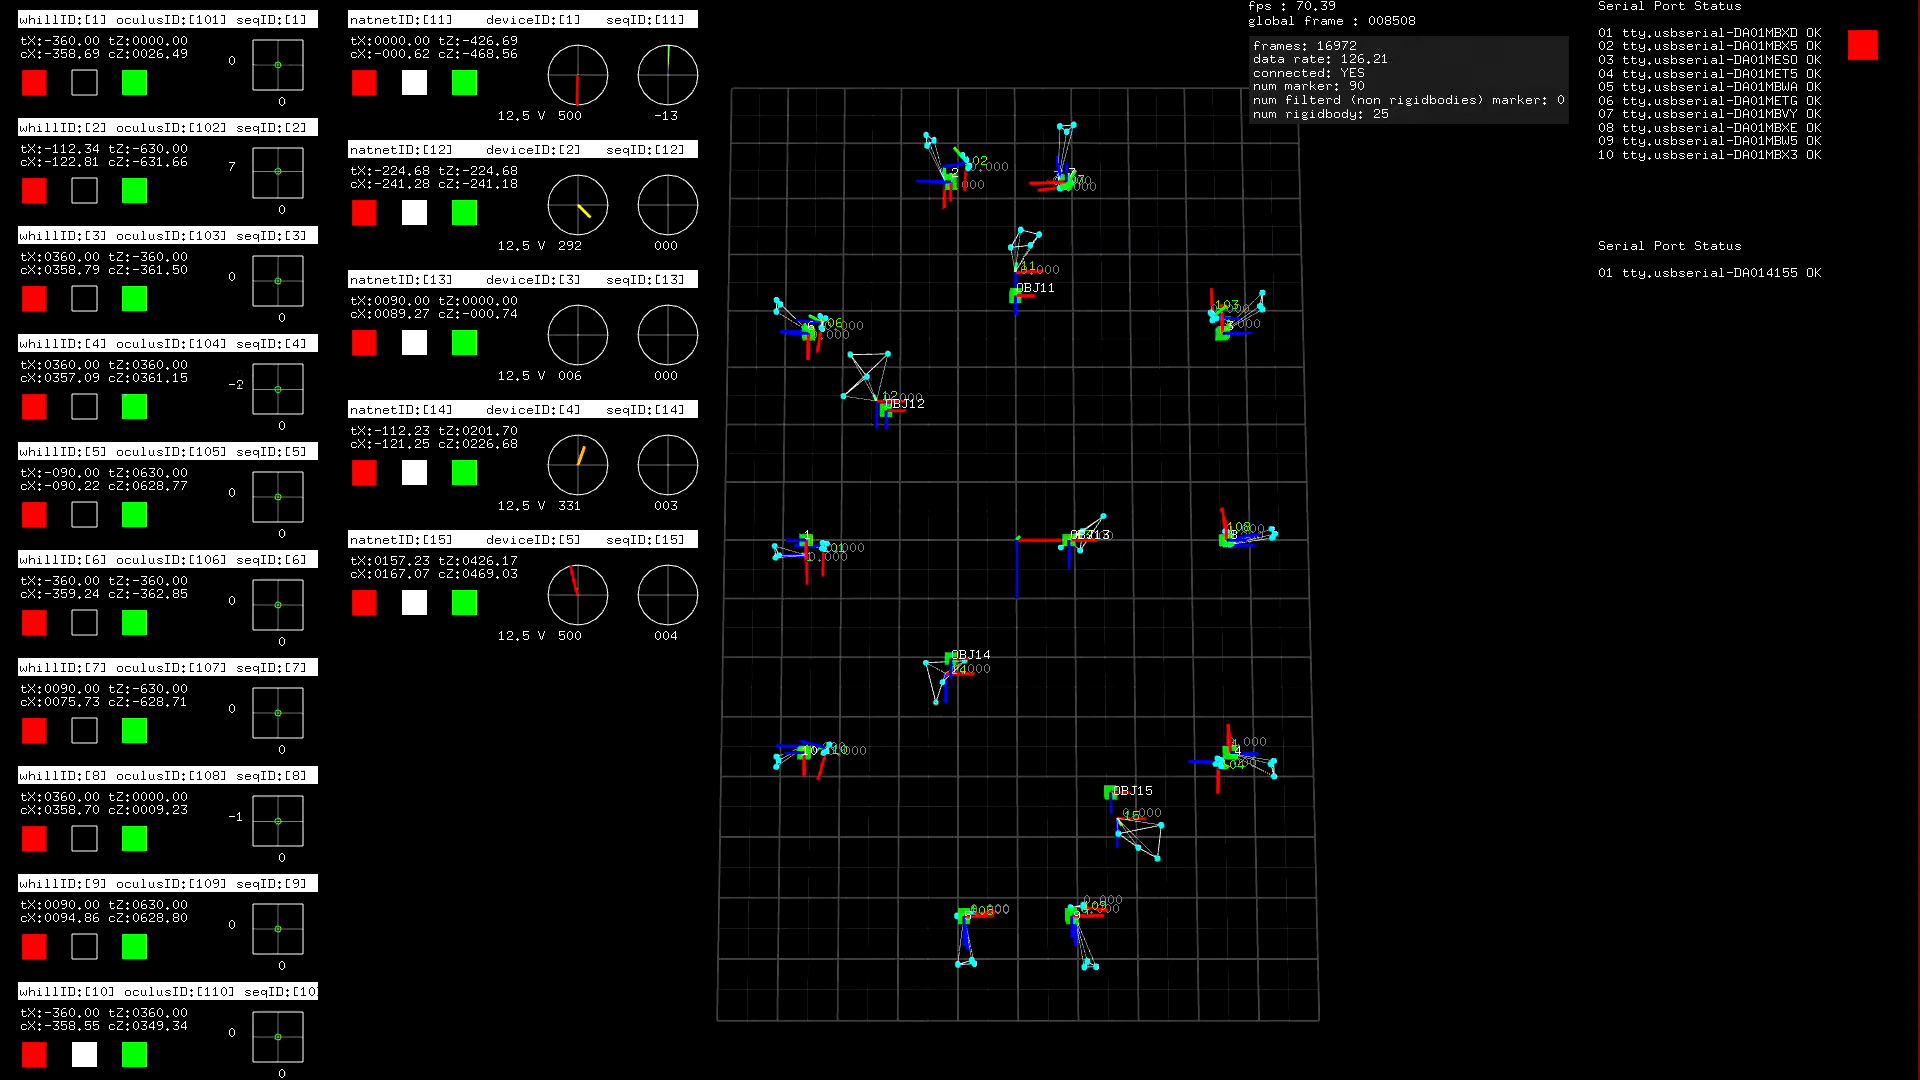 whillID:[1] oculusID:[101] seqID:[1]
tX:-360.00 tZ:0000.00
cX:-358.69 cZ:0026.49
0
0
whillID:[2] oculusID:[102] seqID:[2]
tX:-112.34 tZ:-630.00
cX:-122.81 cZ:-631.66
7
0
whillID:[3] oculusID:[103] seqID:[3]
tX:0360.00 tZ:-360.00
cX:0358.79 cZ:-361.50
0
0
whillID:[4] oculusID:[104] seqID:[4]
tX:0360.00 tZ:0360.00
cX:0357.09 cZ:0361.15
-2
0
whillID:[5] oculusID:[105] seqID:[5]
tX:-090.00 tZ:0630.00
cX:-090.22 cZ:0628.77
0
0
whillID:[6] oculusID:[106] seqID:[6]
tX:-360.00 tZ:-360.00
cX:-359.24 cZ:-362.85
0
0
whillID:[7] oculusID:[107] seqID:[7]
tX:0090.00 tZ:-630.00
cX:0075.73 cZ:-628.71
0
0
whillID:[8] oculusID:[108] seqID:[8]
tX:0360.00 tZ:0000.00
cX:0358.70 cZ:0009.23
-1
0
whillID:[9] oculusID:[109] seqID:[9]
tX:0090.00 tZ:0630.00
cX:0094.86 cZ:0628.80
0
0
whillID:[10] oculusID:[110] seqID:[10]
tX:-360.00 tZ:0360.00
cX:-358.55 cZ:0349.34
0
0
natnetID:[11] deviceID:[1] seqID:[11]
tX:0000.00 tZ:-426.69
cX:-000.62 cZ:-468.56
12.5 V 500 -13
natnetID:[12] deviceID:[2] seqID:[12]
tX:-224.68 tZ:-224.68
cX:-241.28 cZ:-241.18
12.5 V 292 000
natnetID:[13] deviceID:[3] seqID:[13]
tX:0090.00 tZ:0000.00
cX:0089.27 cZ:-000.74
12.5 V 006 000
natnetID:[14] deviceID:[4] seqID:[14]
tX:-112.23 tZ:0201.70
cX:-121.25 cZ:0226.68
12.5 V 331 003
natnetID:[15] deviceID:[5] seqID:[15]
tX:0157.23 tZ:0426.17
cX:0167.07 cZ:0469.03
12.5 V 500 004
OBJ11
103
OBJ12
OBJ13
108
OBJ14
OBJ15
fps : 70.39
global frame : 008508
frames: 16972
data rate: 126.21
connected: YES
num marker: 90
num filterd (non rigidbodies) marker: 0
num rigidbody: 25
Serial Port Status
01 tty.usbserial-DA01MBXD OK
02 tty.usbserial-DA01MBX5 OK
03 tty.usbserial-DA01MESO OK
04 tty.usbserial-DA01MET5 OK
05 tty.usbserial-DA01MBWA OK
06 tty.usbserial-DA01METG OK
07 tty.usbserial-DA01MBVY OK
08 tty.usbserial-DA01MBXE OK
09 tty.usbserial-DA01MBW5 OK
10 tty.usbserial-DA01MBX3 OK
Serial Port Status
01 tty.usbserial-DA014155 OK